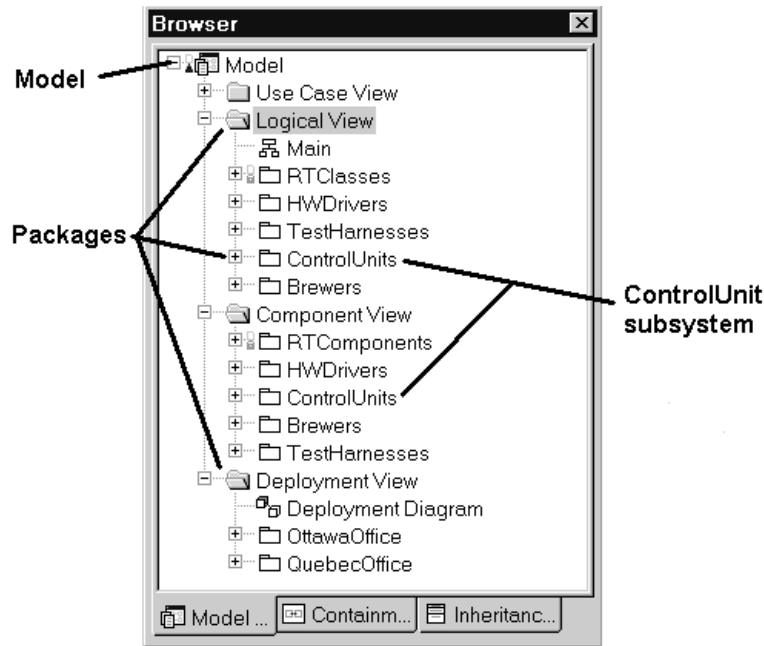 Browser
Model
Model
Use Case View
Logical View
Main
RTClasses
HWDrivers
TestHarnesses
Packages
ControlUnits
Brewers
ControlUnit
subsystem
Component View
RTComponents
HWDrivers
ControlUnits
Brewers
TestHarnesses
Deployment View
Deployment Diagram
OttawaOffice
QuebecOffice
Model ... Containm... Inheritanc...